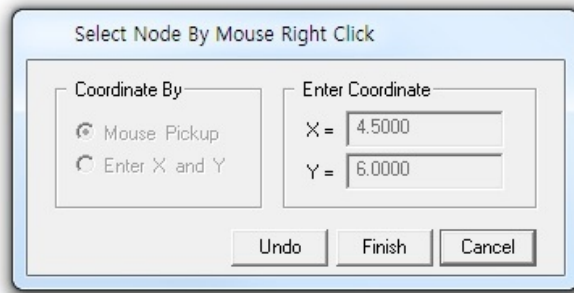 Select Node By Mouse Right Click
Coordinate By
Mouse Pickup
Enter X and Y
Enter Coordinate
X = 4.5000
Y = 6.0000
Undo
Finish
Cancel